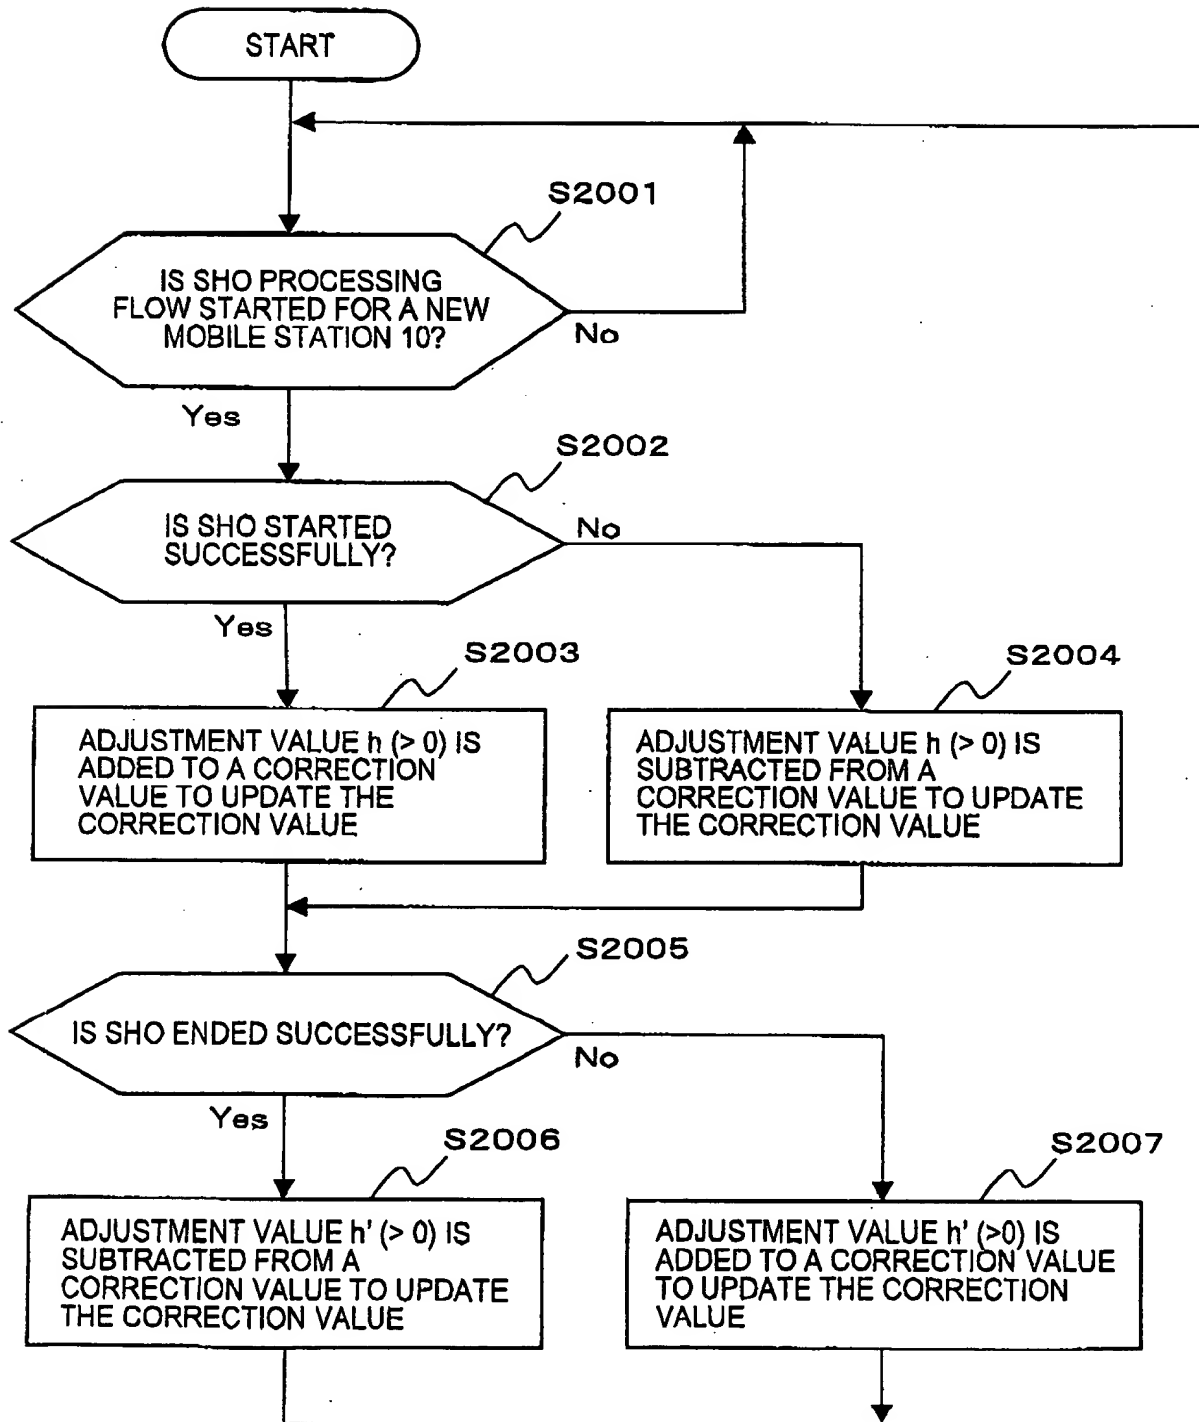 START
S2001
IS SHO PROCESSING
FLOW STARTED FOR A NEW
MOBILE STATION 10?
No
Yes
S2002
IS SHO STARTED
SUCCESSFULLY?
No
Yes
S2003
ADJUSTMENT VALUE h (> 0) IS
ADDED TO A CORRECTION
VALUE TO UPDATE THE
CORRECTION VALUE
S2004
ADJUSTMENT VALUE h (> 0) IS
SUBTRACTED FROM A
CORRECTION VALUE TO UPDATE
THE CORRECTION VALUE
S2005
IS SHO ENDED SUCCESSFULLY?
No
Yes
S2006
ADJUSTMENT VALUE h' (> 0) IS
SUBTRACTED FROM A
CORRECTION VALUE TO UPDATE
THE CORRECTION VALUE
S2007
ADJUSTMENT VALUE h' (>0) IS
ADDED TO A CORRECTION VALUE
TO UPDATE THE CORRECTION
VALUE